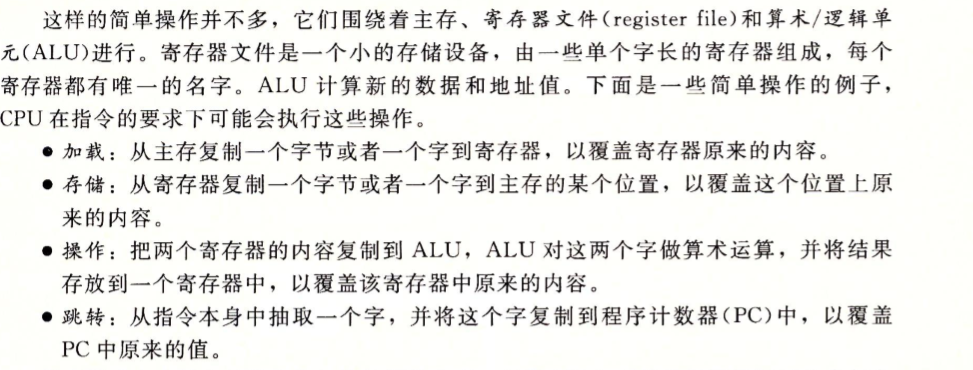 这样的简单操作并不多，它们围绕着主存、寄存器文件(register file)和算术/逻辑单
元(ALU)进行。寄存器文件是一个小的存储设备，由一些单个字长的寄存器组成，每个
寄存器都有唯一的名字。ALU 计算新的数据和地址值。下面是一些简单操作的例子，
CPU 在指令的要求下可能会执行这些操作。
● 加载：从主存复制一个字节或者一个字到寄存器，以覆盖寄存器原来的内容。
● 存储：从寄存器复制一个字节或者一个字到主存的某个位置，以覆盖这个位置上原
来的内容。
● 操作：把两个寄存器的内容复制到 ALU，ALU 对这两个字做算术运算，并将结果
存放到一个寄存器中，以覆盖该寄存器中原来的内容。
● 跳转：从指令本身中抽取一个字，并将这个字复制到程序计数器(PC)中，以覆盖
PC 中原来的值。